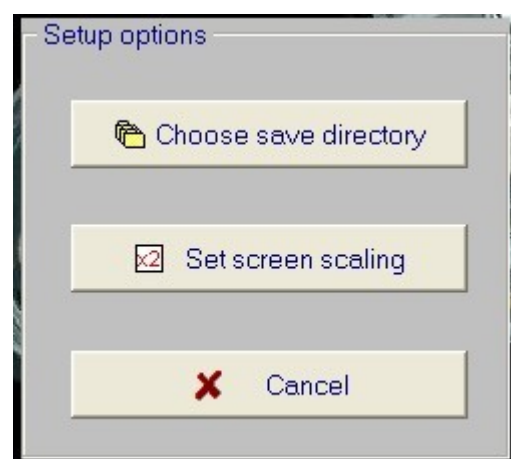 Setup options
Choose save directory
x2 Set screen scaling
Cancel